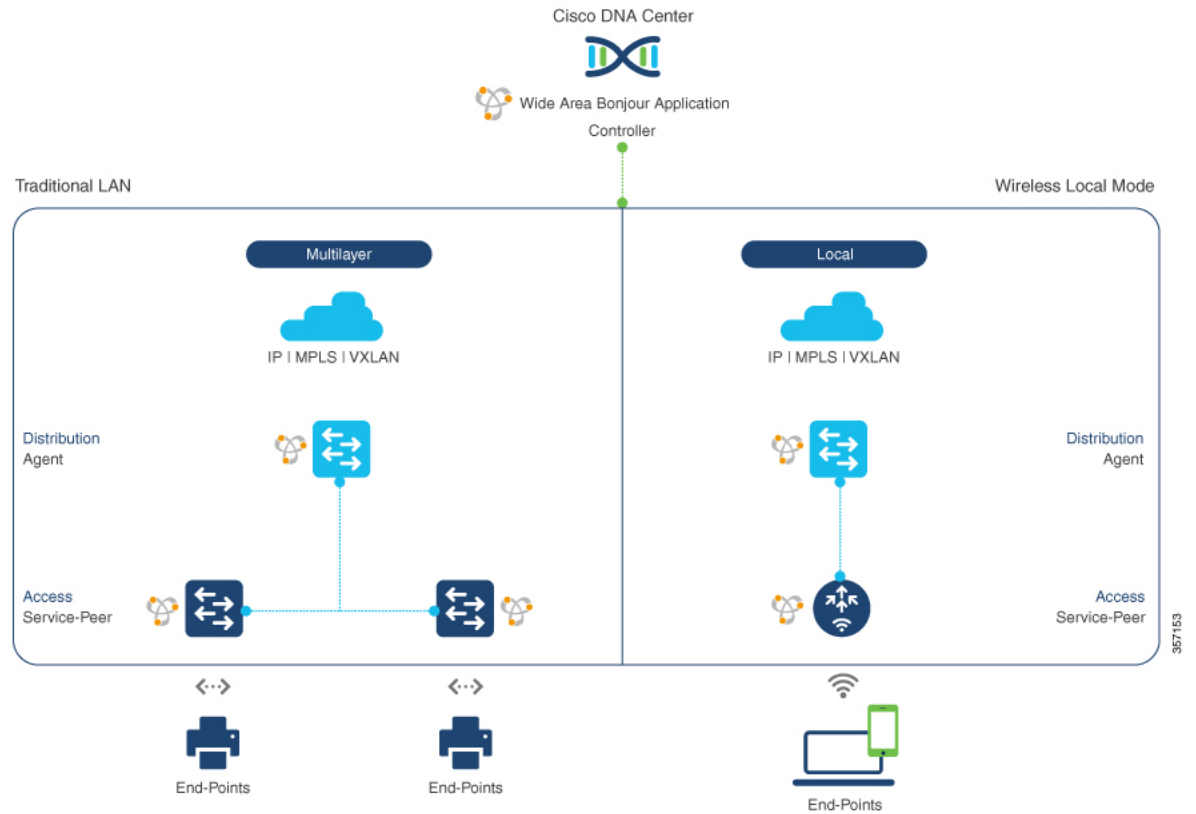 Cisco DNA Center
Wide Area Bonjour Application
Controller
Traditional LAN
Wireless Local Mode
Multilayer
Local
IP | MPLS | VXLAN
IP | MPLS | VXLAN
Distribution
Agent
Distribution
Agent
Access
Service-Peer
Access
Service-Peer
357153
End-Points
End-Points
End-Points